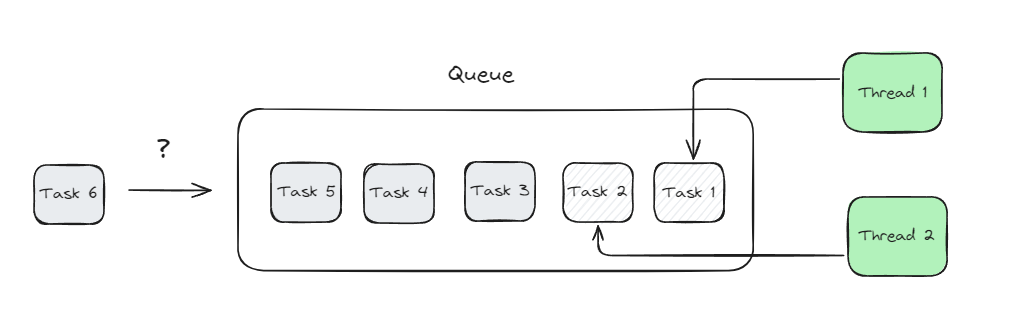 Queue
Thread 1
?
Task 6
Task 5
Task 4
Task 3
Task 2
Task 1
Thread 2